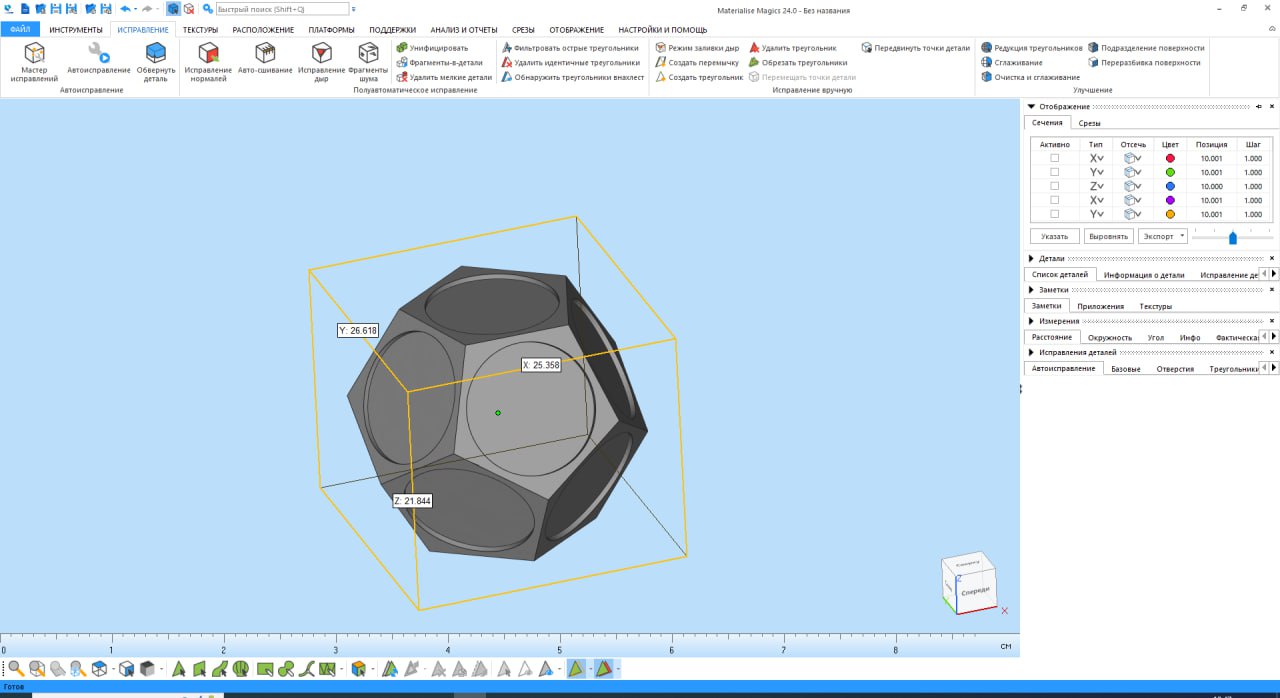 Быстрый поиск (Shift+Q)
Materialise Magics 24.0 - Без названия
ФАЙЛ ИНСТРУМЕНТЫ ИСПРАВЛЕНИЕ ТЕКСТУРЫ РАСПОЛОЖЕНИЕ ПЛАТФОРМЫ ПОДДЕРЖКИ АНАЛИЗ И ОТЧЕТЫ СРЕЗЫ ОТОБРАЖЕНИЕ НАСТРОЙКИ И ПОМОЩЬ
Мастер исправлений
Автоисправление
Обвернуть деталь
Автоисправление
Исправление нормалей
Авто-сшивание
Исправление дыр
Фрагменты шума
Унифицировать
Фрагменты-в-детали
Удалить мелкие детали
Фильтровать острые треугольники
Удалить идентичные треугольники
Обнаружить треугольники внахлест
Полуавтоматическое исправление
Режим заливки дыр
Создать перемычку
Создать треугольник
Удалить треугольник
Обрезать треугольники
Перемещать точки детали
Передвинуть точки детали
Исправление вручную
Редукция треугольников
Сглаживание
Очистка и сглаживание
Подразделение поверхности
Переразбивка поверхности
Улучшение
Отображение
Сечения Срезы
Активно Тип Отсечь Цвет Позиция Шаг
X 10.001 1.000
Y 10.001 1.000
Z 10.000 1.000
X 10.001 1.000
Y 10.001 1.000
Указать Выровнять Экспорт
Детали
Список деталей Информация о детали Исправление де
Заметки
Заметки Приложения Текстуры
Измерения
Расстояние Окружность Угол Инфо Фактическая
Исправления деталей
Автоисправление Базовые Отверстия Треугольники
Y: 26.618
X: 25.358
Z: 21.844
Сверху
Спереди
Z
X
0 1 2 3 4 5 6 7 8 СМ
Готов